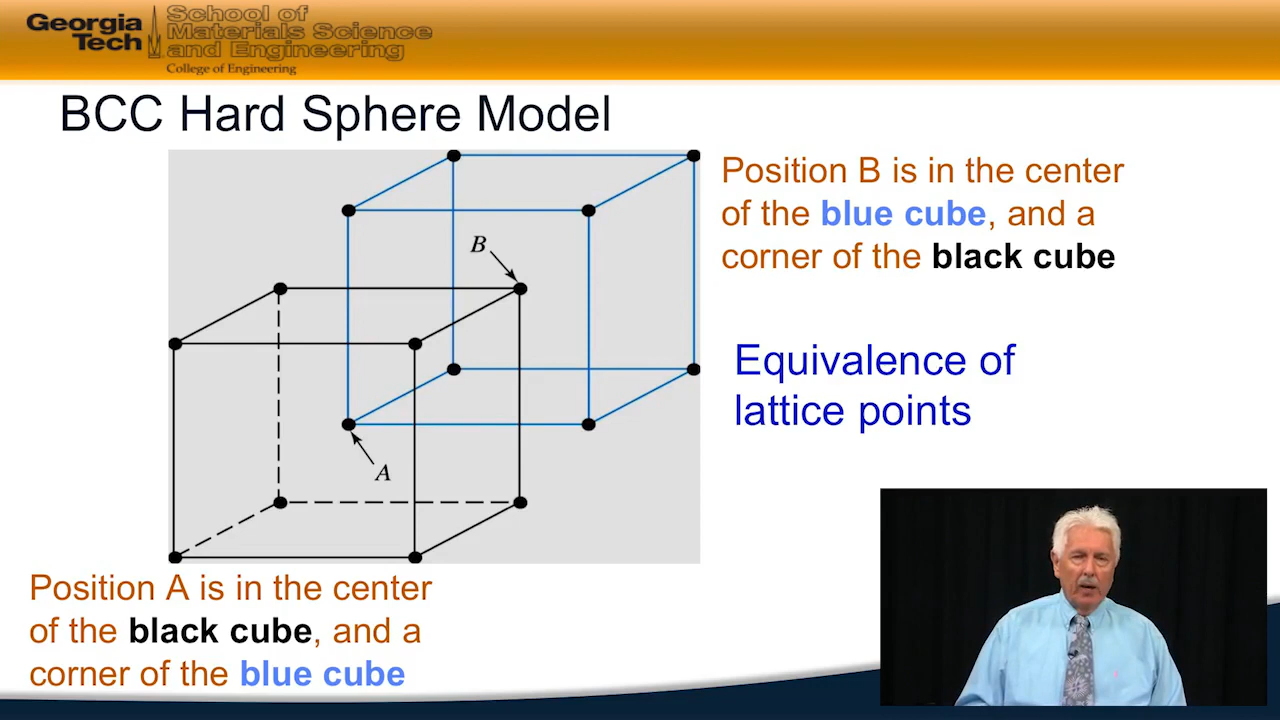 Georgia Tech
School of
Materials Science
and Engineering
College of Engineering
BCC Hard Sphere Model
Position B is in the center
of the blue cube, and a
corner of the black cube
B
Equivalence of
lattice points
A
Position A is in the center
of the black cube, and a
corner of the blue cube